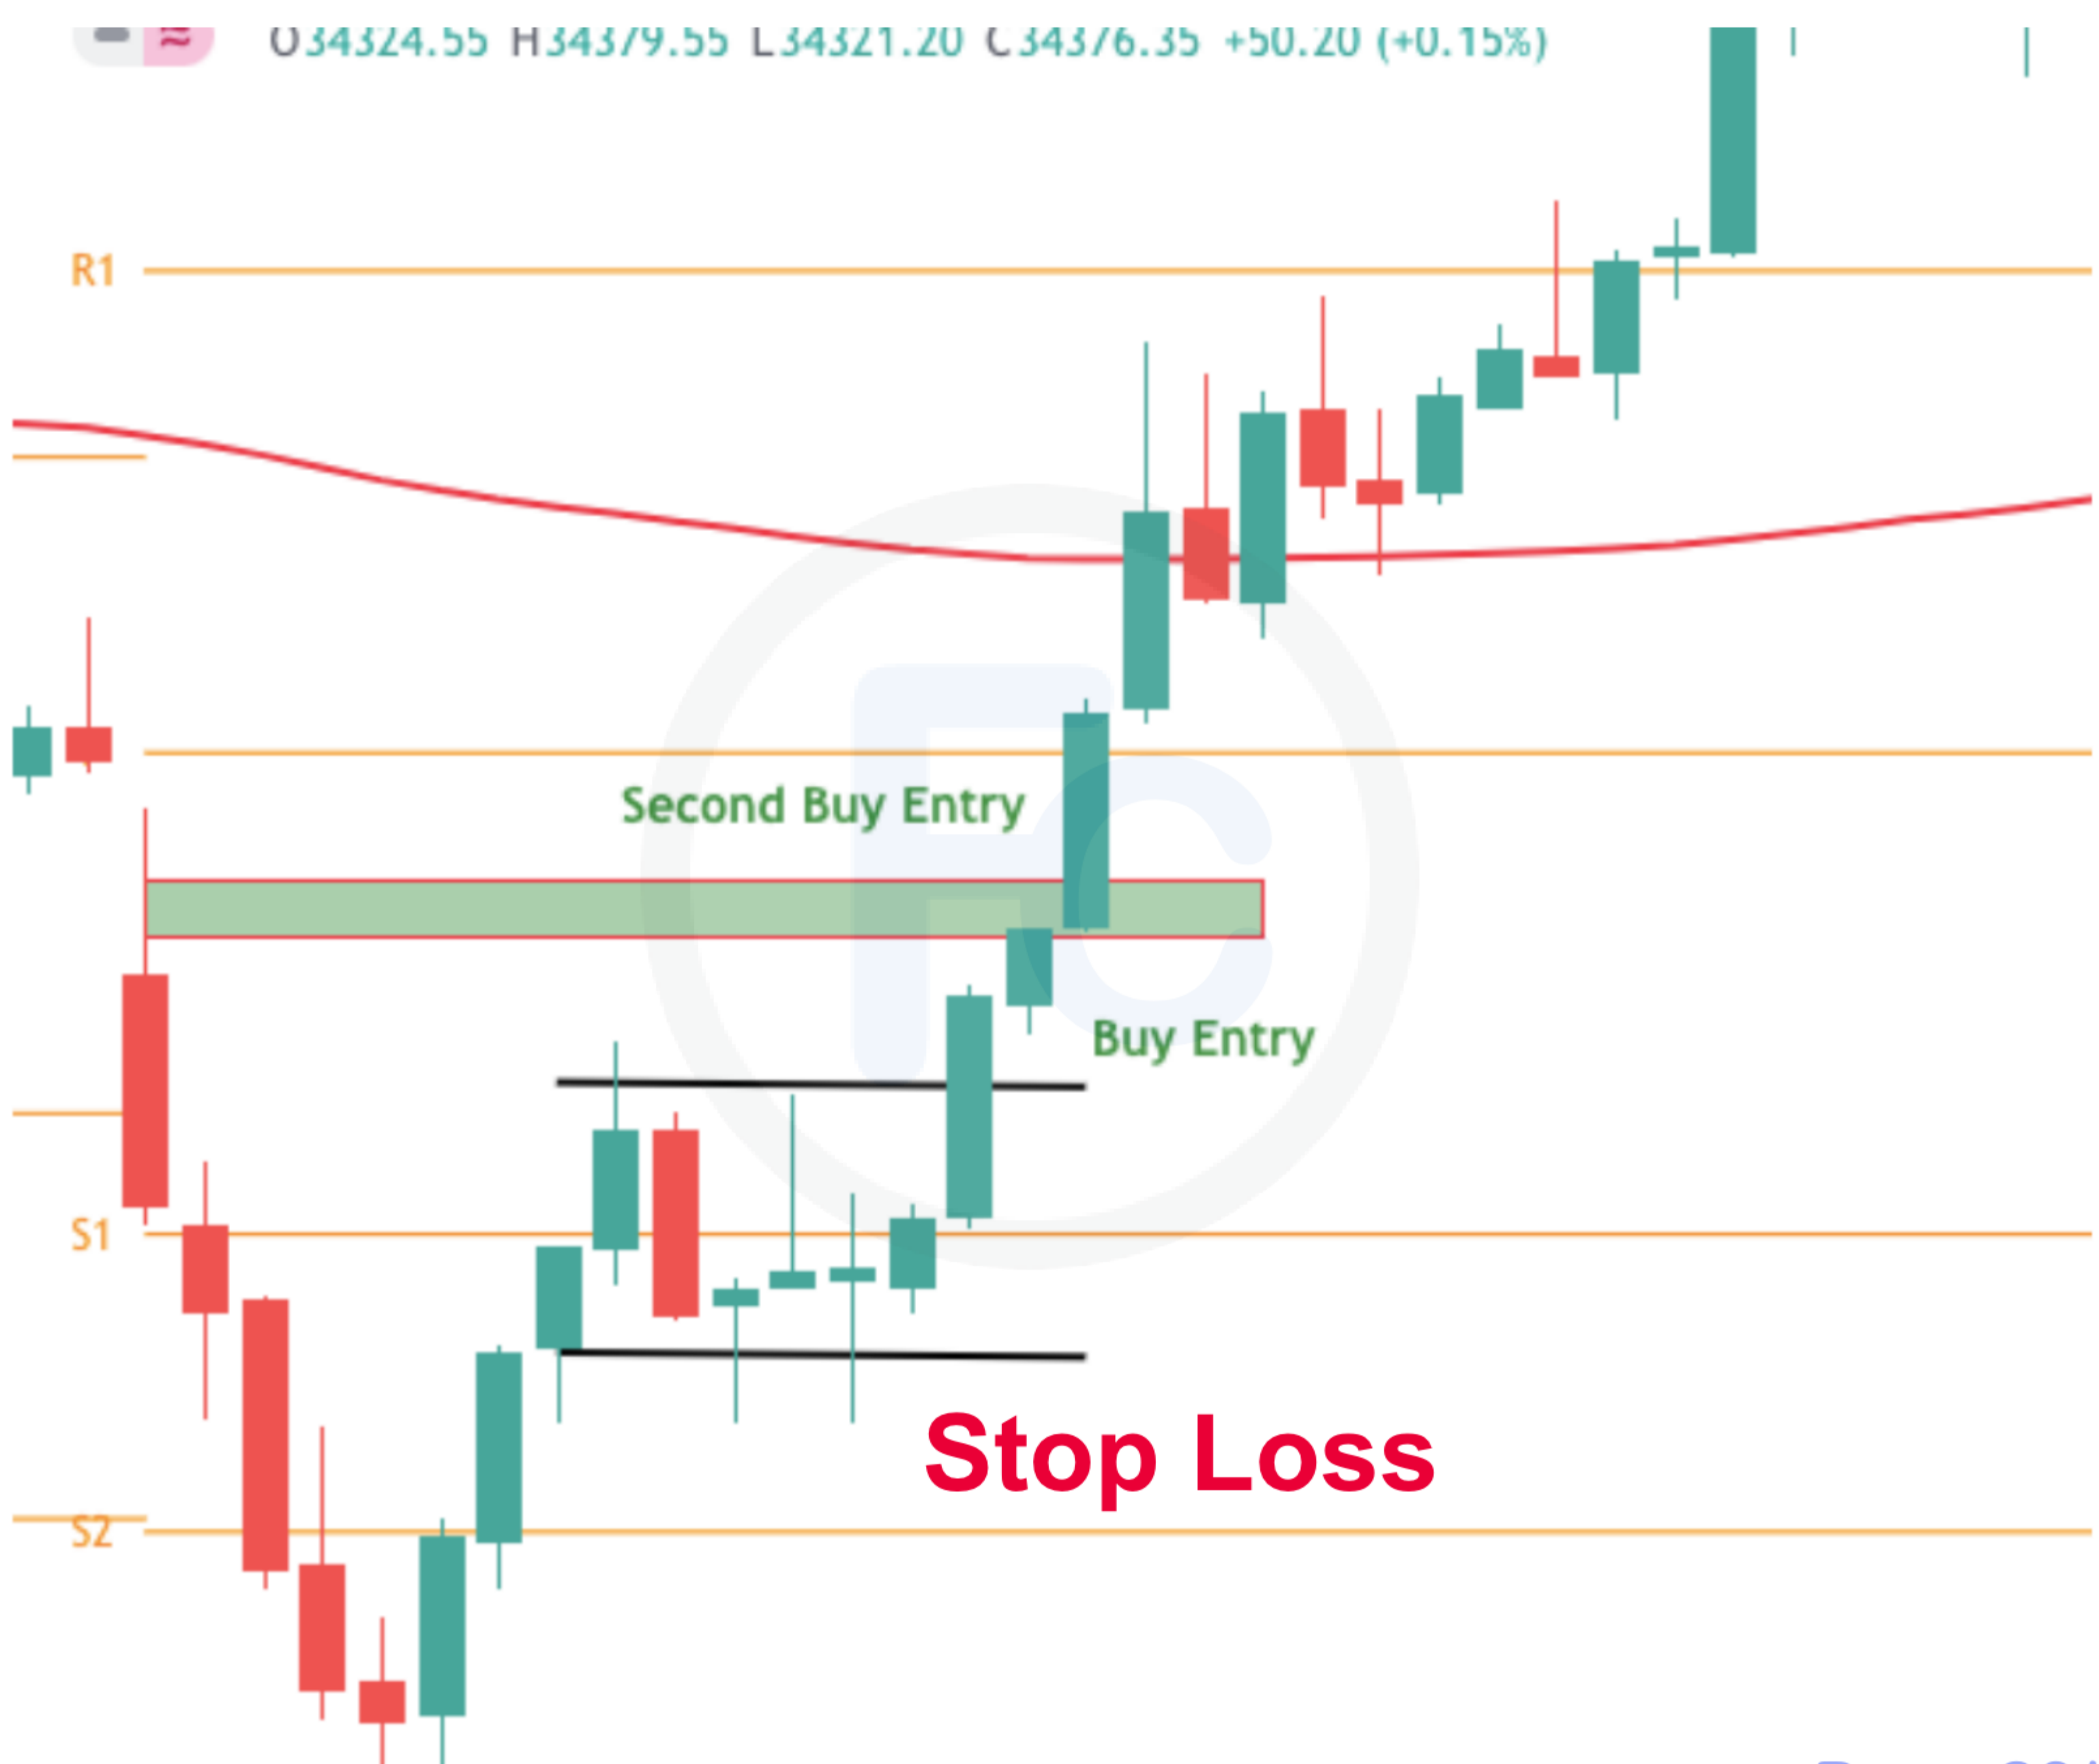 O34324.55 H34379.55 L34321.20 C34376.35 +50.20 (+0.15%)
R1
Second Buy Entry
Buy Entry
S1
Stop Loss
S2